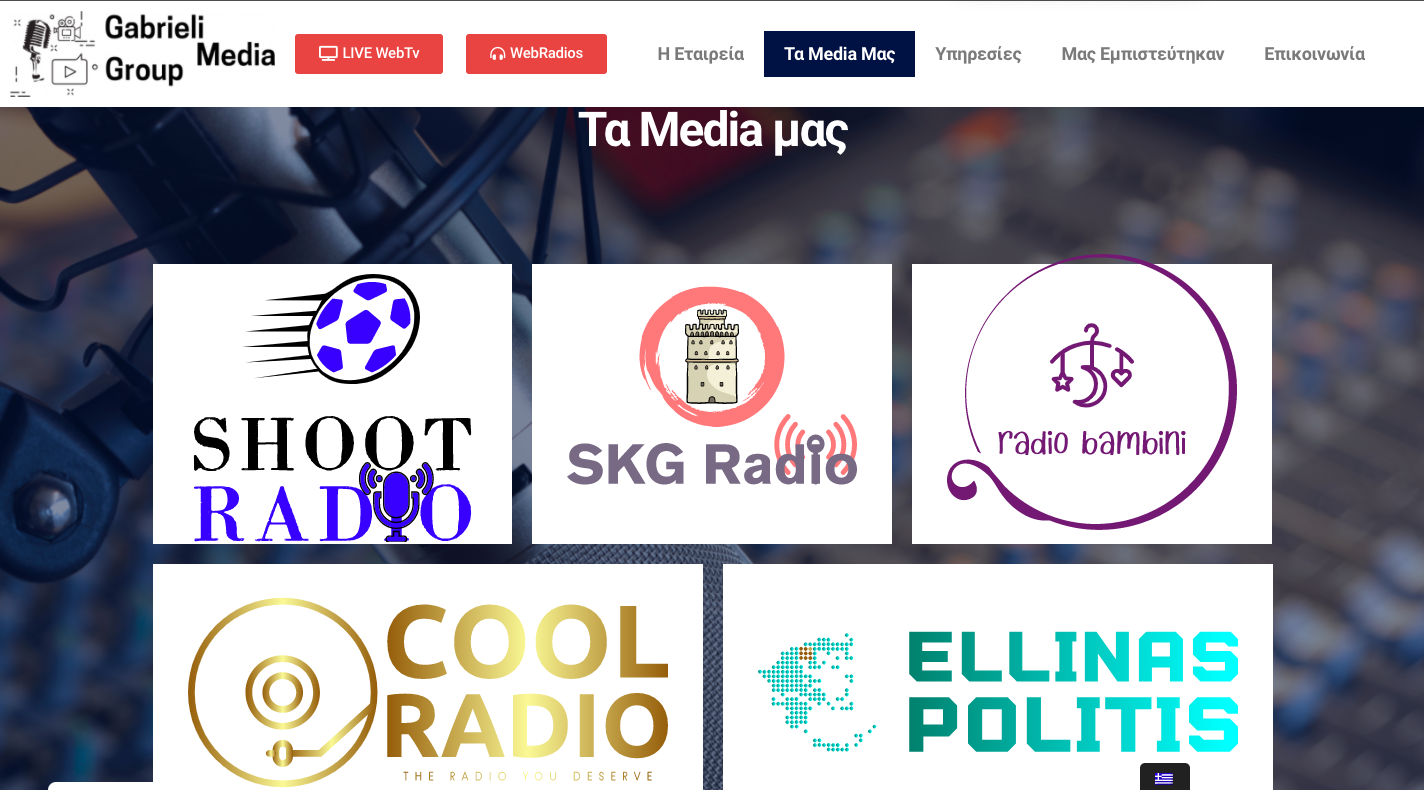 Gabrieli
Media
Group
LIVE WebTv
WebRadios
Η Εταιρεία
Τα Media Μας
Υπηρεσίες
Μας Εμπιστεύτηκαν
Επικοινωνία
Τα Media μας
SHOOT
RADIO
SKG Radio
radio bambini
COOL
RADIO
THE RADIO YOU DESERVE
ELLINAS
POLITIS